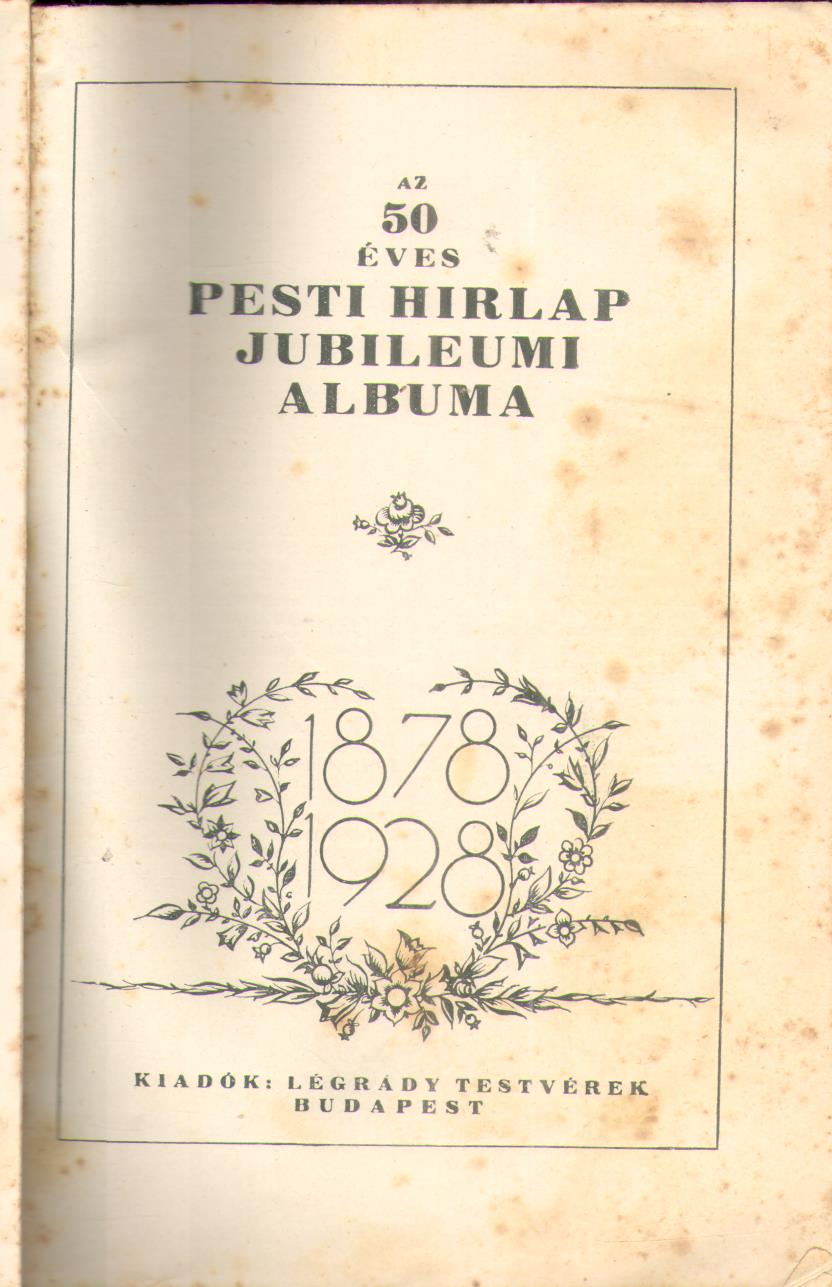 AZ
50
ÉVES
PESTI HIRLAP
JUBILEUMI
ALBUMA
1878
1928
KIADÓK: LÉGRÁDY TESTVÉREK
BUDAPEST